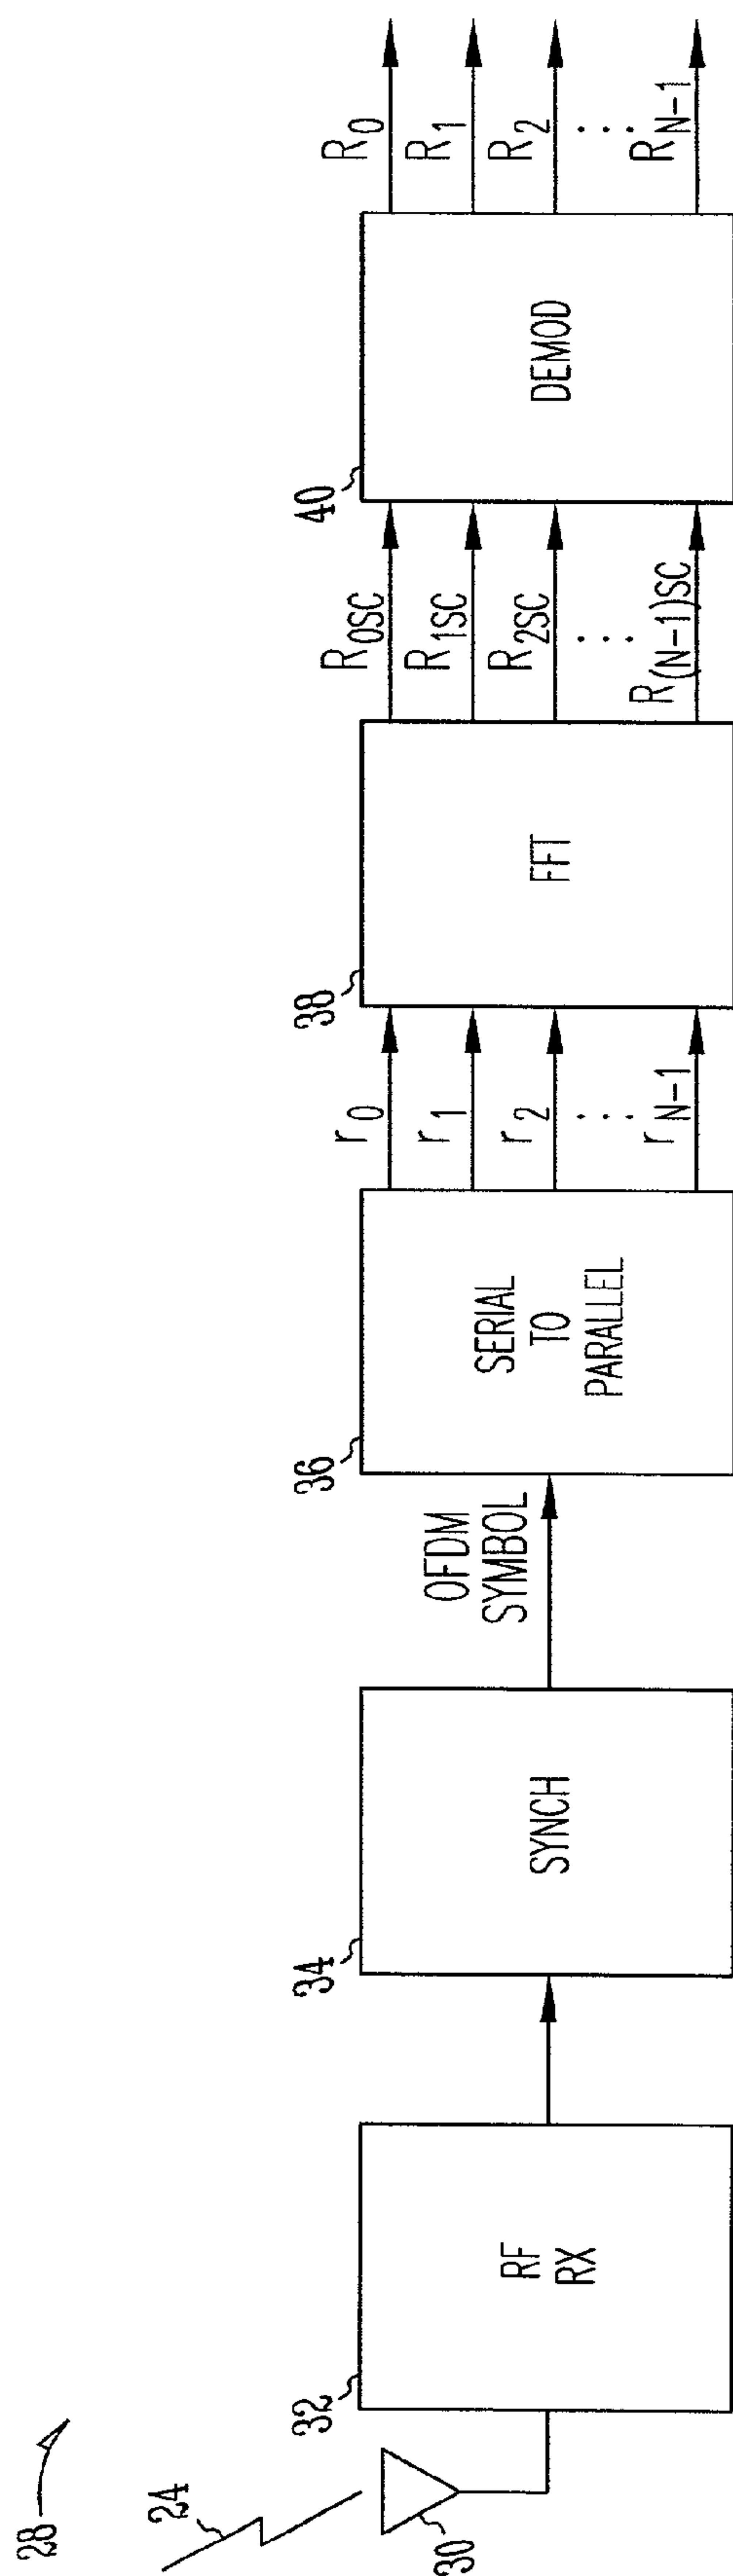 28
24
30
32
RF
RX
34
SYNCH
OFDM
SYMBOL
36
SERIAL
TO
PARALLEL
r0
r1
r2
⋮
rN-1
38
FFT
R0SC
R1SC
R2SC
⋮
R(N-1)SC
40
DEMOD
R0
R1
R2
⋮
RN-1